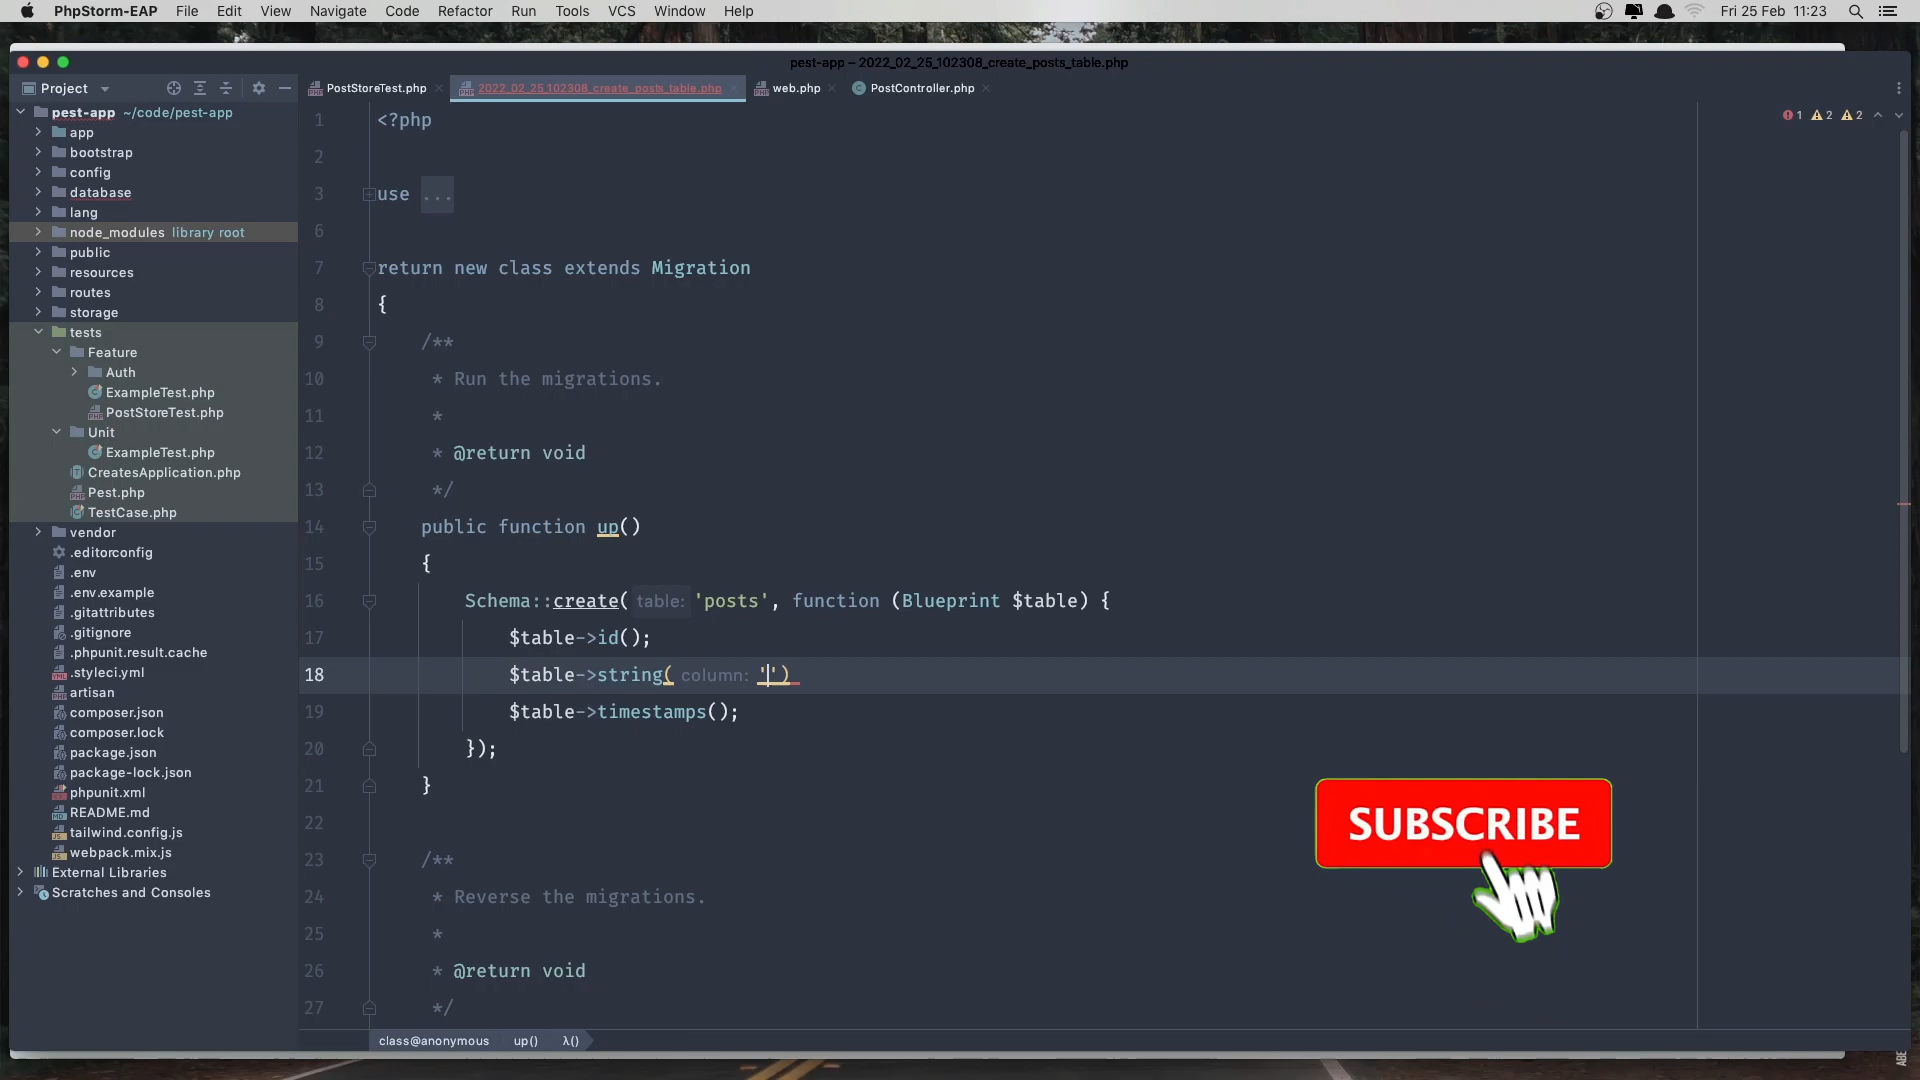 PhpStorm-EAP File Edit View Navigate Code Refactor Run Tools VCS Window Help Fri 25 Feb 11:23
pest-app – 2022_02_25_102308_create_posts_table.php
Project PostStoreTest.php 2022_02_25_102308_create_posts_table.php web.php PostController.php
pest-app ~/code/pest-app
app
bootstrap
config
database
lang
node_modules library root
public
resources
routes
storage
tests
Feature
Auth
ExampleTest.php
PostStoreTest.php
Unit
ExampleTest.php
CreatesApplication.php
Pest.php
TestCase.php
vendor
.editorconfig
.env
.env.example
.gitattributes
.gitignore
.phpunit.result.cache
.styleci.yml
artisan
composer.json
composer.lock
package.json
package-lock.json
phpunit.xml
README.md
tailwind.config.js
webpack.mix.js
External Libraries
Scratches and Consoles
1 2 2
1 <?php
2
3 use ...
6
7 return new class extends Migration
8 {
9 /**
10 * Run the migrations.
11 *
12 * @return void
13 */
14 public function up()
15 {
16 Schema::create( table: 'posts', function (Blueprint $table) {
17 $table->id();
18 $table->string( column: '')
19 $table->timestamps();
20 });
21 }
22
23 /**
24 * Reverse the migrations.
25 *
26 * @return void
27 */
SUBSCRIBE
class@anonymous up() λ()